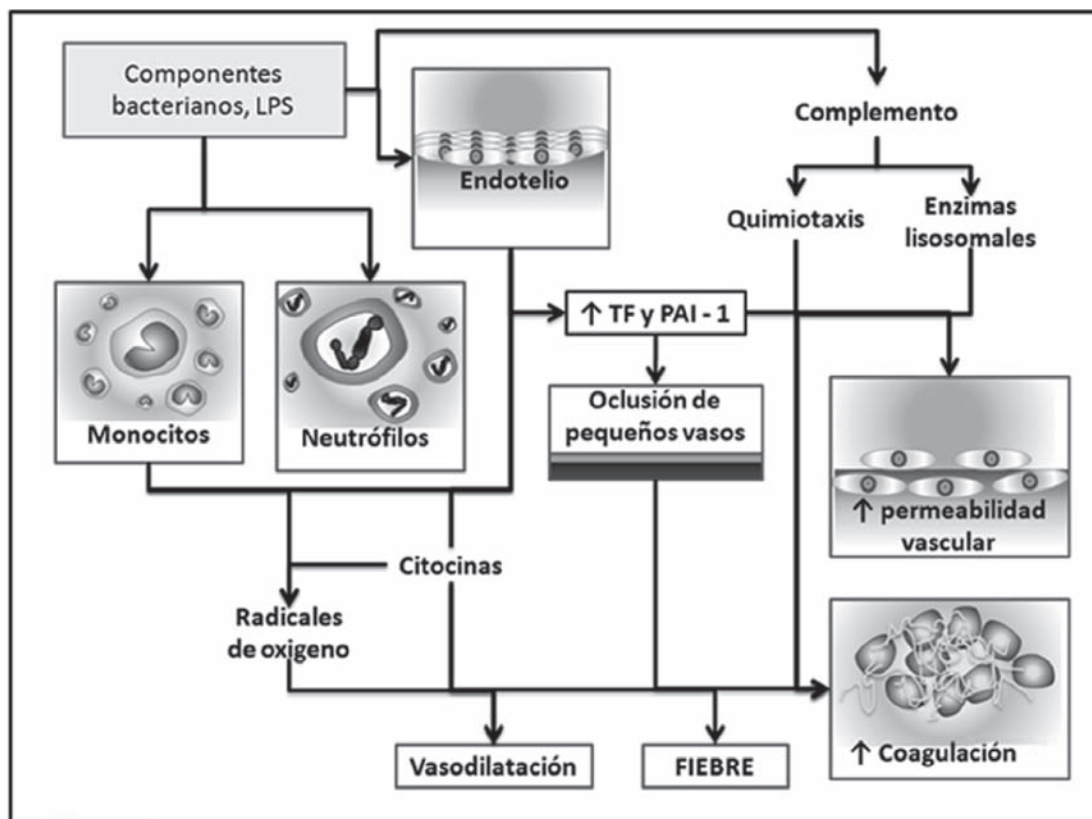 Componentes
bacterianos, LPS
Endotelio
Complemento
Quimiotaxis
Enzimas
lisosomales
Monocitos
Neutrófilos
↑ TF y PAI - 1
Oclusión de
pequeños vasos
↑ permeabilidad
vascular
Citocinas
Radicales
de oxigeno
↑ Coagulación
Vasodilatación
FIEBRE